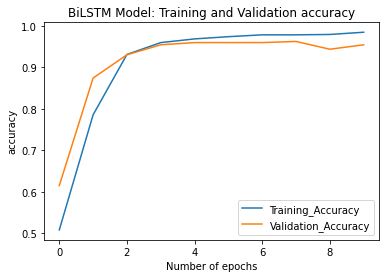 BiLSTM Model: Training and Validation accuracy
1.0
0.9
0.8
0.7
0.6
0.5
accuracy
Training_Accuracy
Validation_Accuracy
0 2 4 6 8
Number of epochs